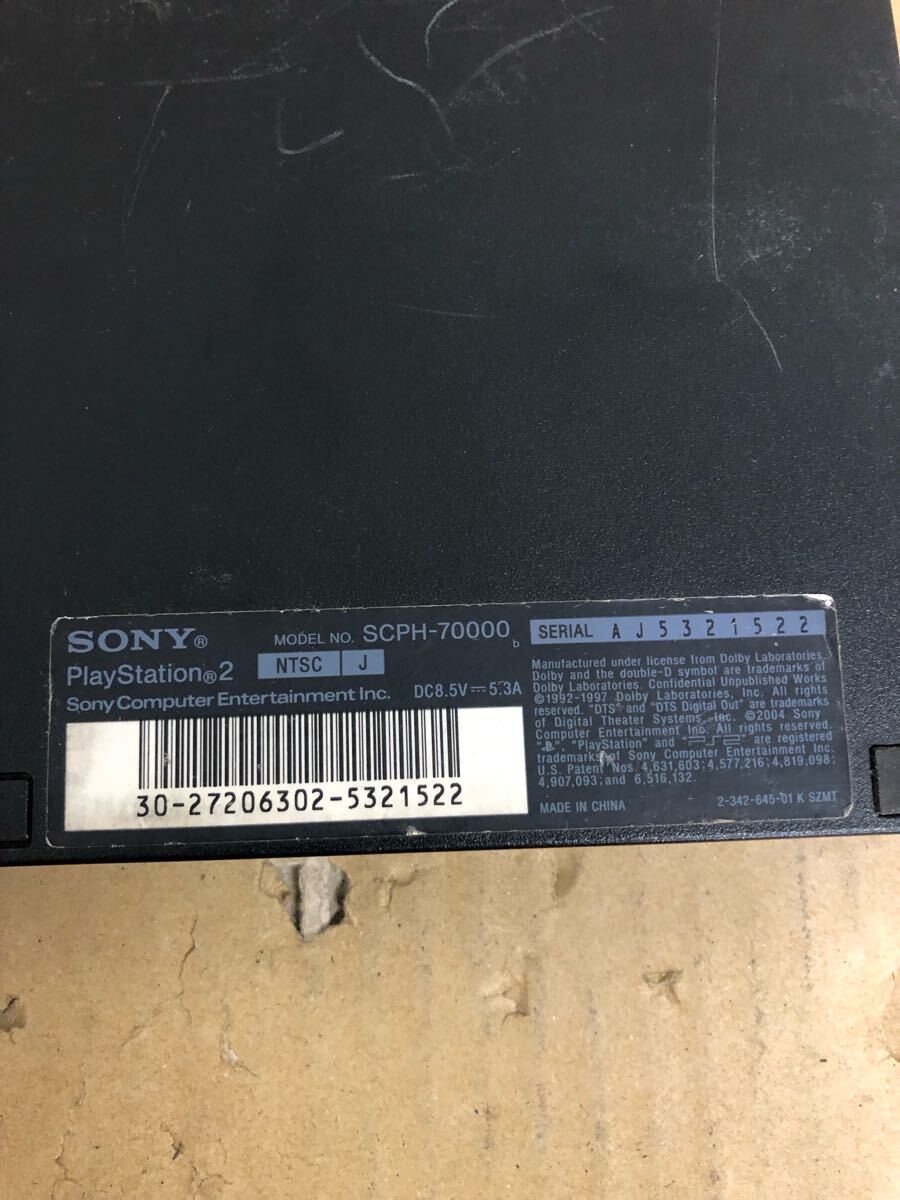 SONY®
MODEL NO. SCPH-70000 b
PlayStation®2
NTSC J
Sony Computer Entertainment Inc.
DC8.5V⎓5.3A
30-27206302-5321522
SERIAL AJ5321522
Manufactured under license from Dolby Laboratories.
Dolby and the double-D symbol are trademarks of
Dolby Laboratories. Confidential Unpublished Works
©1992-1997 Dolby Laboratories, Inc. All rights
reserved. "DTS" and "DTS Digital Out" are trademarks
of Digital Theater Systems, Inc. ©2004 Sony
Computer Entertainment Inc. All rights reserved.
" ", "PlayStation" and "PS2" are registered
trademarks of Sony Computer Entertainment Inc.
U.S. Patent Nos. 4,631,603; 4,577,216; 4,819,098;
4,907,093; and 6,516,132.
MADE IN CHINA
2-342-645-01 K SZMT